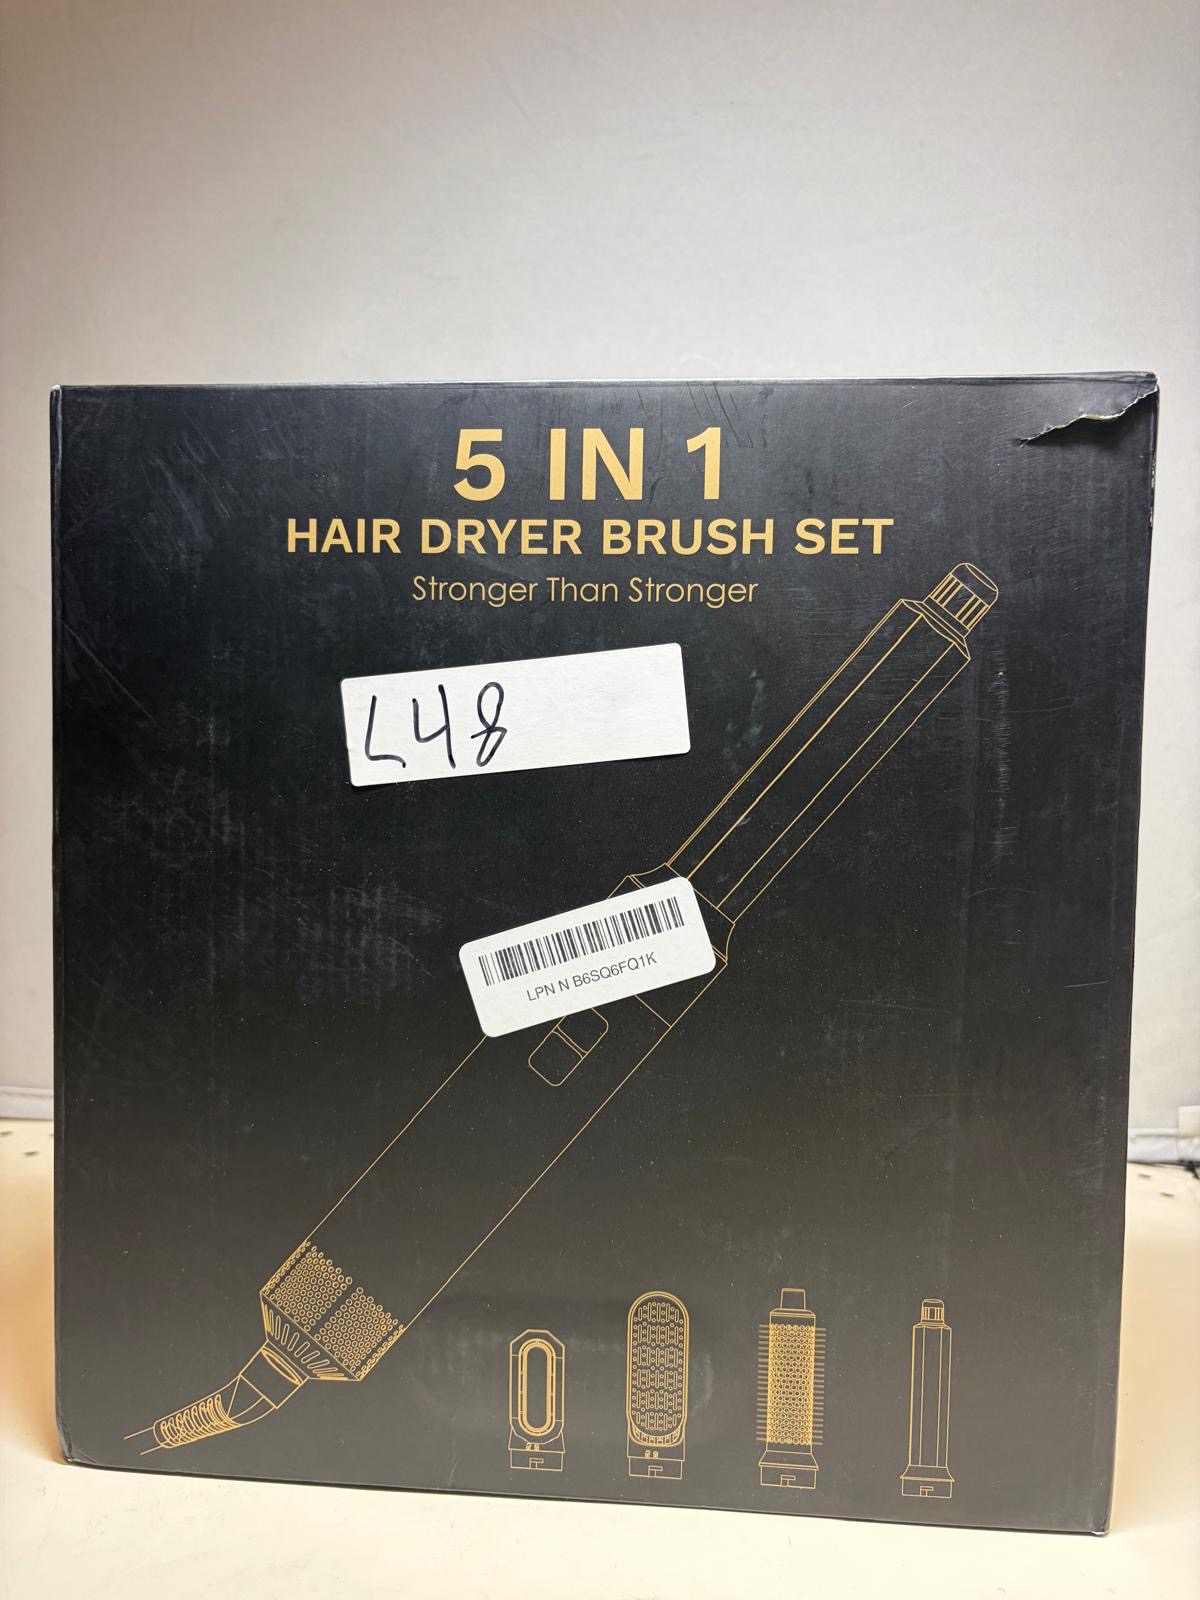 5 IN 1
HAIR DRYER BRUSH SET
Stronger Than Stronger
L48
LPN N B6SQ6FQ1K